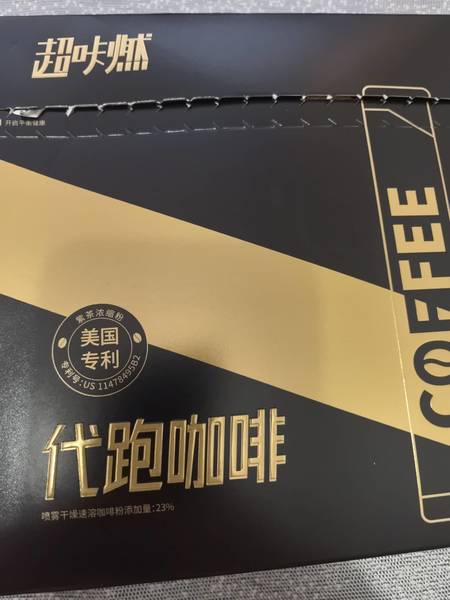 超咔燃
开启平衡健康
COFFEE
紫茶浓缩粉
美国
专利
专利号:US 11478495B2
代跑咖啡
喷雾干燥速溶咖啡粉添加量:23%